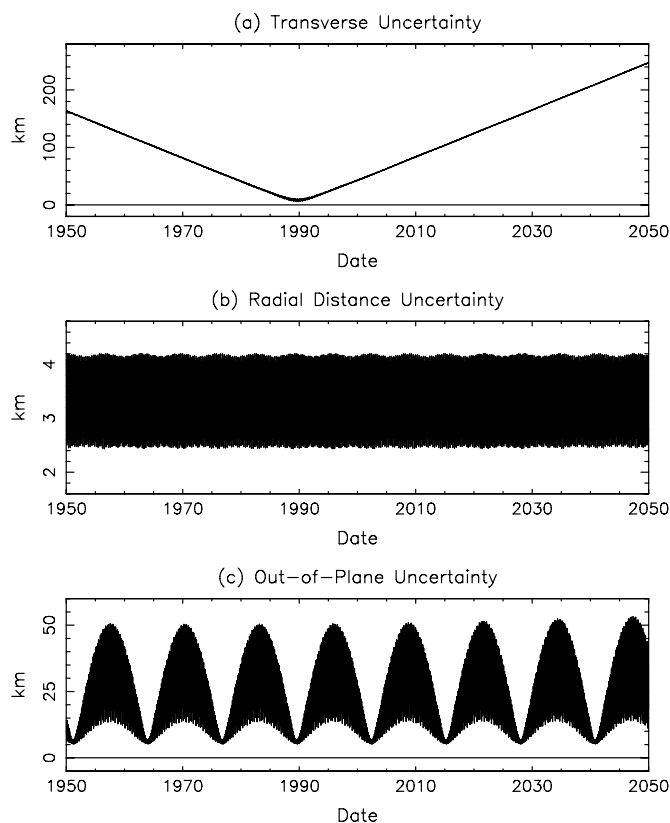 (a) Transverse Uncertainty
200
100
0
km
1950 1970 1990 2010 2030 2050
Date
(b) Radial Distance Uncertainty
4
3
2
km
1950 1970 1990 2010 2030 2050
Date
(c) Out-of-Plane Uncertainty
50
25
0
km
1950 1970 1990 2010 2030 2050
Date